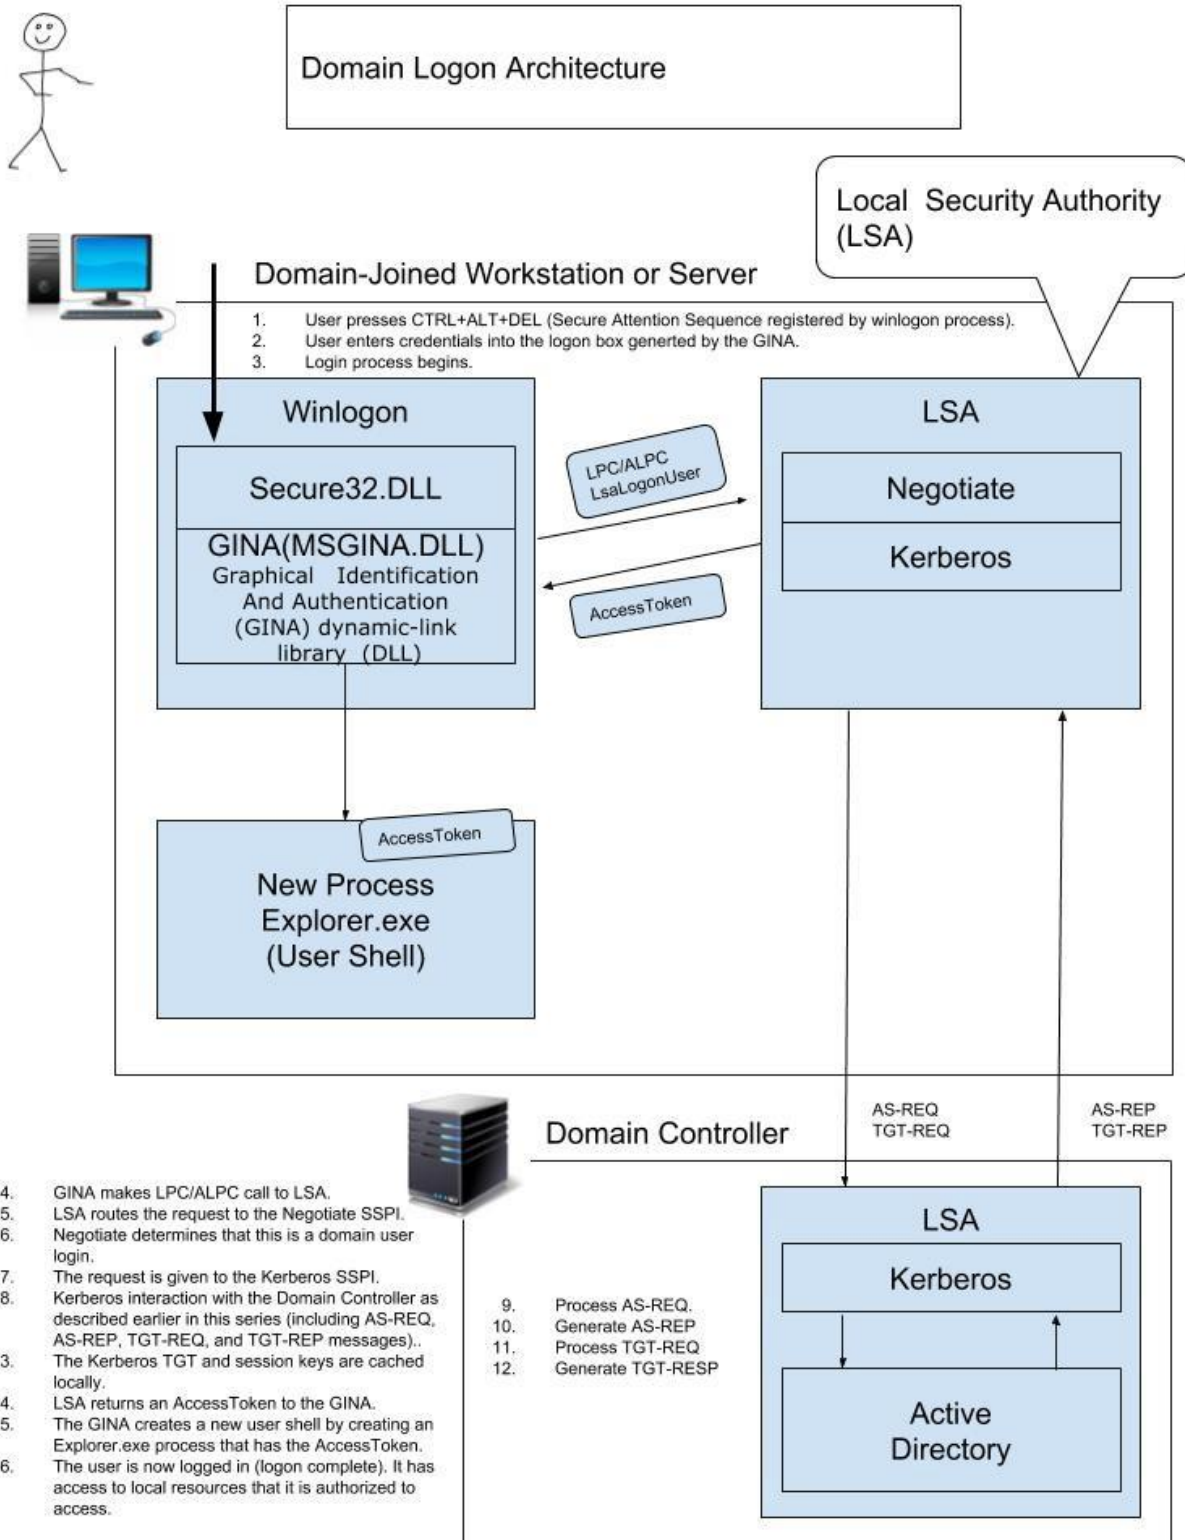 Domain Logon Architecture
Local Security Authority
(LSA)
Domain-Joined Workstation or Server
1. User presses CTRL+ALT+DEL (Secure Attention Sequence registered by winlogon process).
2. User enters credentials into the logon box generted by the GINA.
3. Login process begins.
Winlogon
Secure32.DLL
GINA(MSGINA.DLL)
Graphical Identification
And Authentication
(GINA) dynamic-link
library (DLL)
LPC/ALPC
LsaLogonUser
AccessToken
LSA
Negotiate
Kerberos
AccessToken
New Process
Explorer.exe
(User Shell)
AS-REQ
TGT-REQ
AS-REP
TGT-REP
Domain Controller
4. GINA makes LPC/ALPC call to LSA.
5. LSA routes the request to the Negotiate SSPI.
6. Negotiate determines that this is a domain user
login.
7. The request is given to the Kerberos SSPI.
8. Kerberos interaction with the Domain Controller as
described earlier in this series (including AS-REQ,
AS-REP, TGT-REQ, and TGT-REP messages)..
3. The Kerberos TGT and session keys are cached
locally.
4. LSA returns an AccessToken to the GINA.
5. The GINA creates a new user shell by creating an
Explorer.exe process that has the AccessToken.
6. The user is now logged in (logon complete). It has
access to local resources that it is authorized to
access.
9. Process AS-REQ.
10. Generate AS-REP
11. Process TGT-REQ
12. Generate TGT-RESP
LSA
Kerberos
Active
Directory